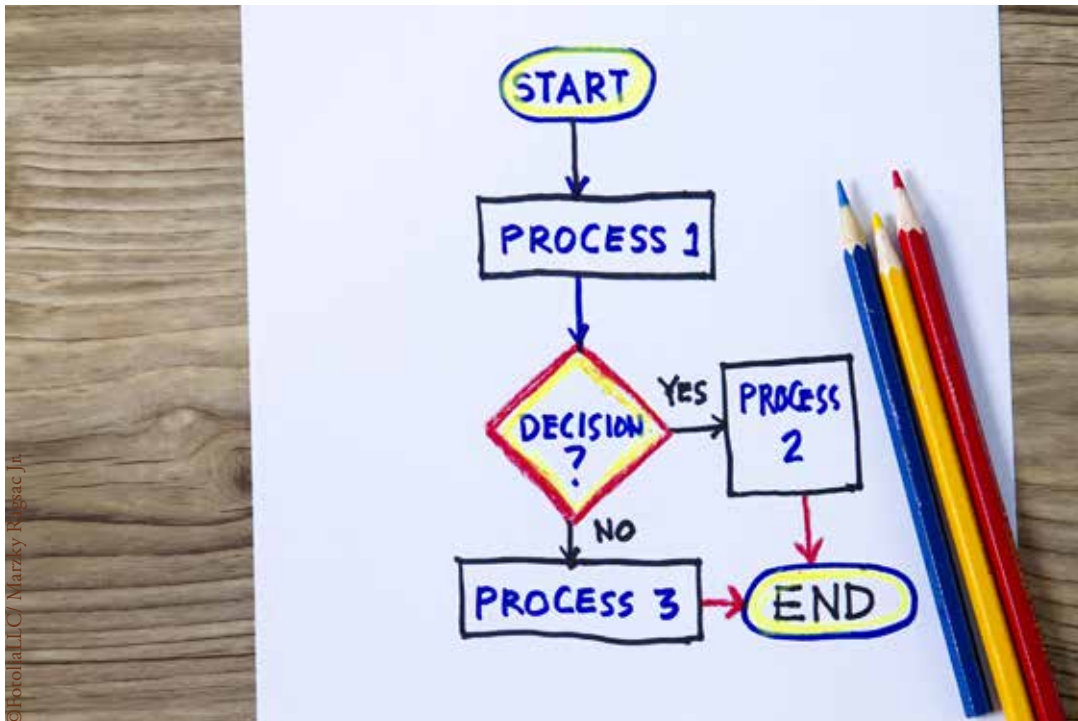 START
PROCESS 1
DECISION
?
YES
PROCESS
2
NO
PROCESS 3
END
©FotoliaLLC/ Marzky Ragsac Jr.